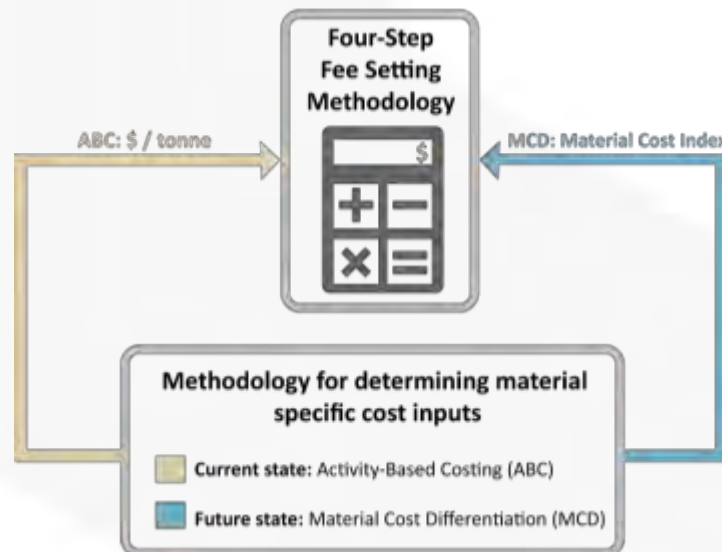 Four-Step
Fee Setting
Methodology
ABC: $ / tonne
MCD: Material Cost Index
$
Methodology for determining material
specific cost inputs
Current state: Activity-Based Costing (ABC)
Future state: Material Cost Differentiation (MCD)